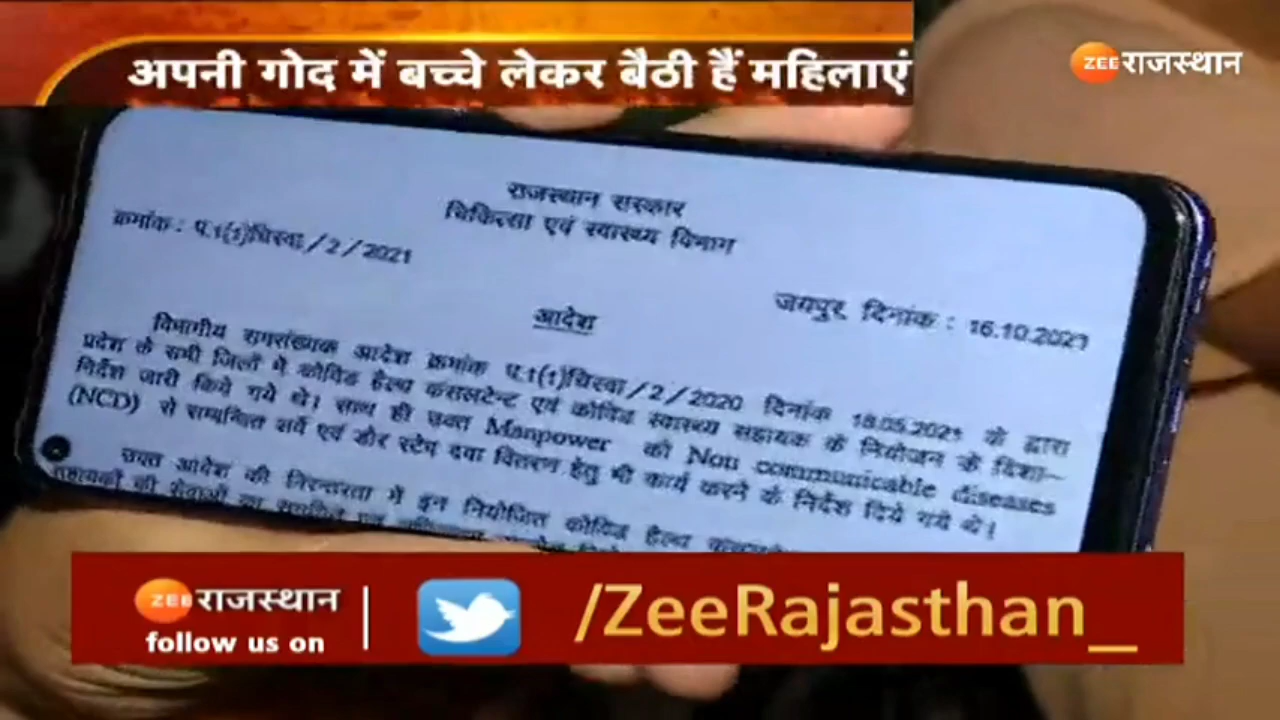 अपनी गोद में बच्चे लेकर बैठी हैं महिलाएं
ZEE राजस्थान
राजस्थान सरकार
चिकित्सा एवं स्वास्थ्य विभाग
क्रमांक : प.1(1)चिस्वा/2/2021
जयपुर, दिनांक : 16.10.2021
आदेश
विभागीय समसंख्यक आदेश क्रमांक प.1(1)चिस्वा/2/2020 दिनांक 18.05.2021 के द्वारा
प्रदेश के सभी जिलों में कोविड हैल्थ कंसलटेन्ट एवं कोविड स्वास्थ्य सहायक के नियोजन के दिशा-
निर्देश जारी किये गये थे। साथ ही उक्त Manpower को Non communicable diseases
(NCD) से सम्बन्धित सर्वे एवं डोर स्टेप दवा वितरण हेतु भी कार्य करने के निर्देश दिये गये थे।
उक्त आदेश की निरन्तरता में इन नियोजित कोविड हैल्थ
की सेवाओं का
ZEE राजस्थान
follow us on
/ZeeRajasthan_